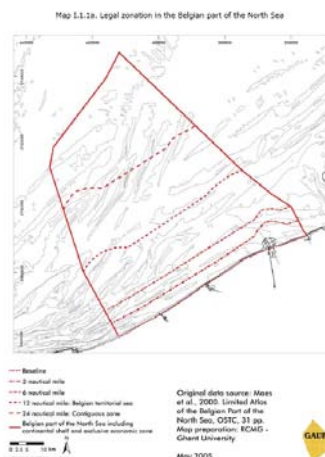 Map I.1.1a. Legal zonation in the Belgian part of the North Sea
Baseline
3 nautical mile
6 nautical mile
12 nautical mile: Belgian territorial sea
24 nautical mile: Contiguous zone
Belgian part of the North Sea including
continental shelf and exclusive economic zone
Original data source: Maes
et al., 2000. Limited Atlas
of the Belgian Part of the
North Sea, OSTC, 31 pp.
Map preparation: RCMG -
Ghent University
May 2005
GAUF